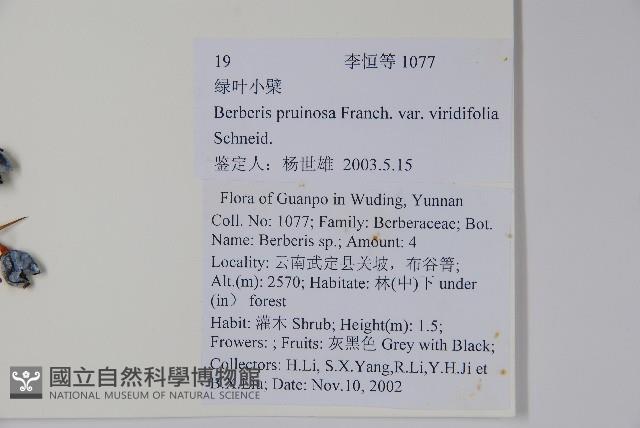 19 李恒等 1077
绿叶小檗
Berberis pruinosa Franch. var. viridifolia
Schneid.
鉴定人：杨世雄 2003.5.15
Flora of Guanpo in Wuding, Yunnan
Coll. No: 1077; Family: Berberaceae; Bot.
Name: Berberis sp.; Amount: 4
Locality: 云南武定县关坡，布谷箐;
Alt.(m): 2570; Habitate: 林(中)下 under
(in） forest
Habit: 灌木 Shrub; Height(m): 1.5;
Frowers: ; Fruits: 灰黑色 Grey with Black;
Collectors: H.Li, S.X.Yang,R.Li,Y.H.Ji et
Date: Nov.10, 2002
國立自然科學博物館
NATIONAL MUSEUM OF NATURAL SCIENCE